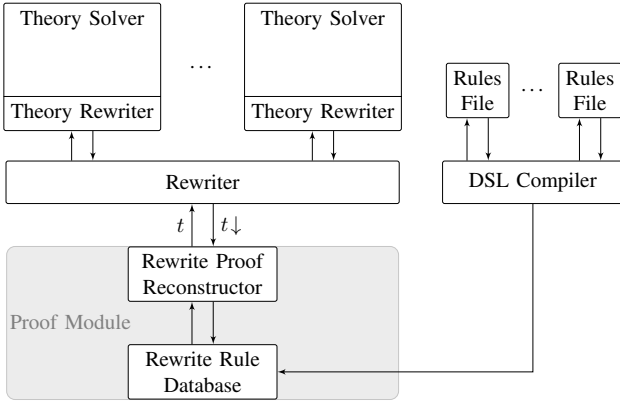 Theory Solver
...
Theory Solver
Theory Rewriter
Theory Rewriter
Rules
File
...
Rules
File
Rewriter
DSL Compiler
t
t↓
Rewrite Proof
Reconstructor
Proof Module
Rewrite Rule
Database